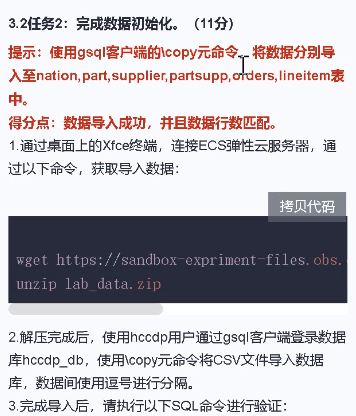 3.2任务2：完成数据初始化。（11分）
提示：使用gsql客户端的\copy元命令，将数据分别导
入至nation,part,supplier,partsupp,orders,lineitem表
中。
得分点：数据导入成功，并且数据行数匹配。
1.通过桌面上的Xfce终端，连接ECS弹性云服务器，通
过以下命令，获取导入数据：
拷贝代码
wget https://sandbox-expriment-files.obs.
unzip lab_data.zip
2.解压完成后，使用hccdp用户通过gsql客户端登录数据
库hccdp_db，使用\copy元命令将CSV文件导入数据
库，数据间使用逗号进行分隔。
3.完成导入后，请执行以下SQL命令进行验证：